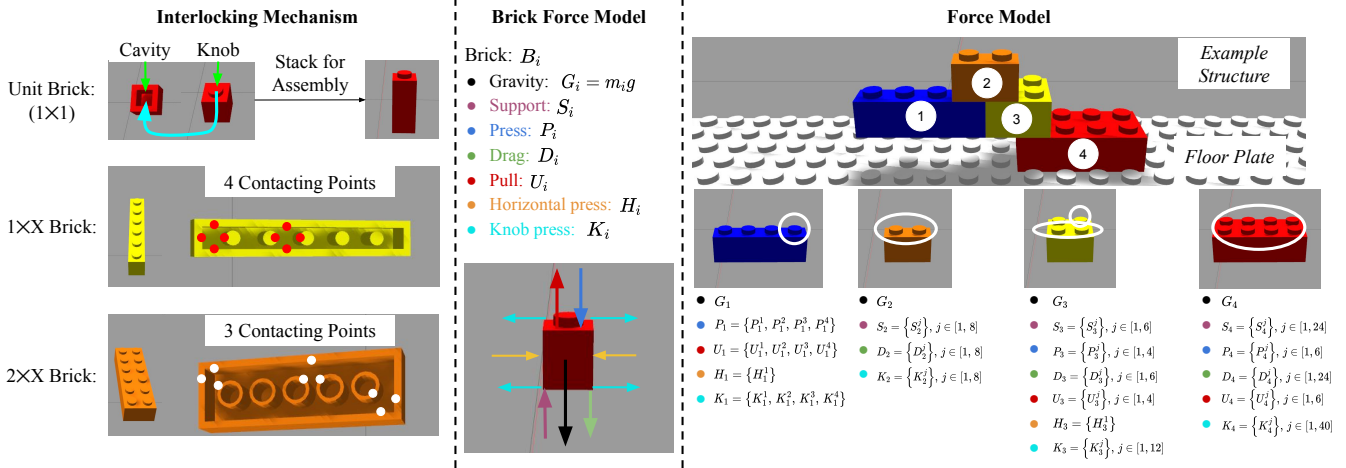 Interlocking Mechanism
Cavity
Knob
Stack for
Assembly
Unit Brick:
(1×1)
4 Contacting Points
1×X Brick:
3 Contacting Points
2×X Brick:
Brick Force Model
Brick: B_i
Gravity: G_i = m_i g
Support: S_i
Press: P_i
Drag: D_i
Pull: U_i
Horizontal press: H_i
Knob press: K_i
Force Model
Example
Structure
1
2
3
4
Floor Plate
G_1
P_1 = {P_1^1, P_1^2, P_1^3, P_1^4}
U_1 = {U_1^1, U_1^2, U_1^3, U_1^4}
H_1 = {H_1^1}
K_1 = {K_1^1, K_1^2, K_1^3, K_1^4}
G_2
S_2 = {S_2^j}, j ∈ [1, 8]
D_2 = {D_2^j}, j ∈ [1, 8]
K_2 = {K_2^j}, j ∈ [1, 8]
G_3
S_3 = {S_3^j}, j ∈ [1, 6]
P_3 = {P_3^j}, j ∈ [1, 4]
D_3 = {D_3^j}, j ∈ [1, 6]
U_3 = {U_3^j}, j ∈ [1, 4]
H_3 = {H_3^1}
K_3 = {K_3^j}, j ∈ [1, 12]
G_4
S_4 = {S_4^j}, j ∈ [1, 24]
P_4 = {P_4^j}, j ∈ [1, 6]
D_4 = {D_4^j}, j ∈ [1, 24]
U_4 = {U_4^j}, j ∈ [1, 6]
K_4 = {K_4^j}, j ∈ [1, 40]